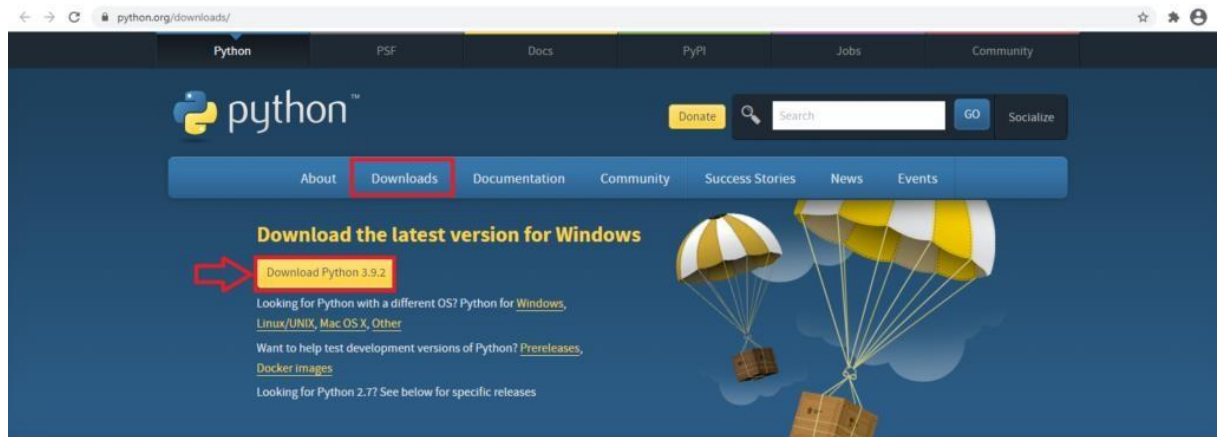 python.org/downloads/
Python PSF Docs PyPI Jobs Community
python™
Donate Search GO Socialize
About Downloads Documentation Community Success Stories News Events
Download the latest version for Windows
Download Python 3.9.2
Looking for Python with a different OS? Python for Windows,
Linux/UNIX, Mac OS X, Other
Want to help test development versions of Python? Prereleases,
Docker images
Looking for Python 2.7? See below for specific releases